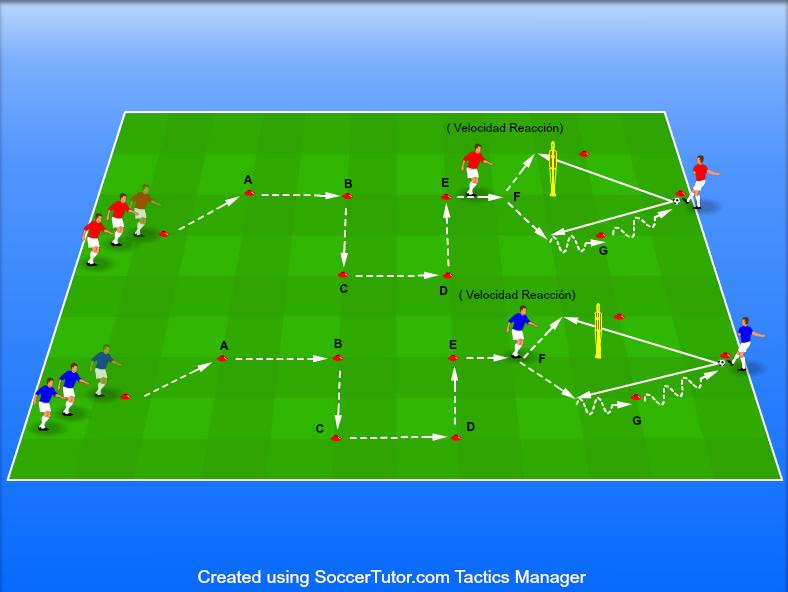 ( Velocidad Reacción)
A
B
E
F
G
C
D
( Velocidad Reacción)
A
B
E
F
G
C
D
Created using SoccerTutor.com Tactics Manager